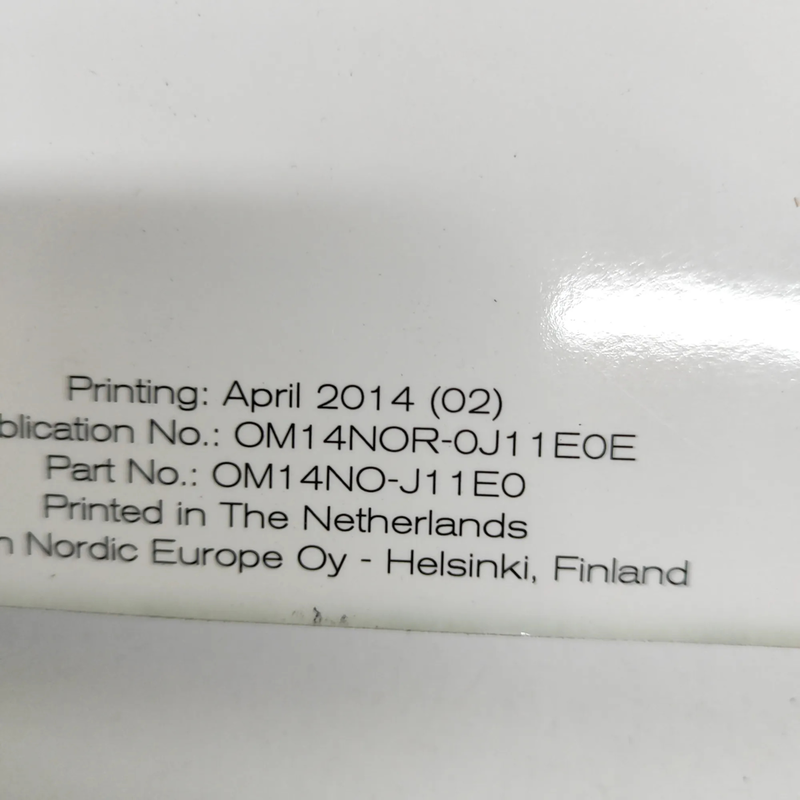 Printing: April 2014 (02)
blication No.: OM14NOR-0J11E0E
Part No.: OM14NO-J11E0
Printed in The Netherlands
n Nordic Europe Oy - Helsinki, Finland